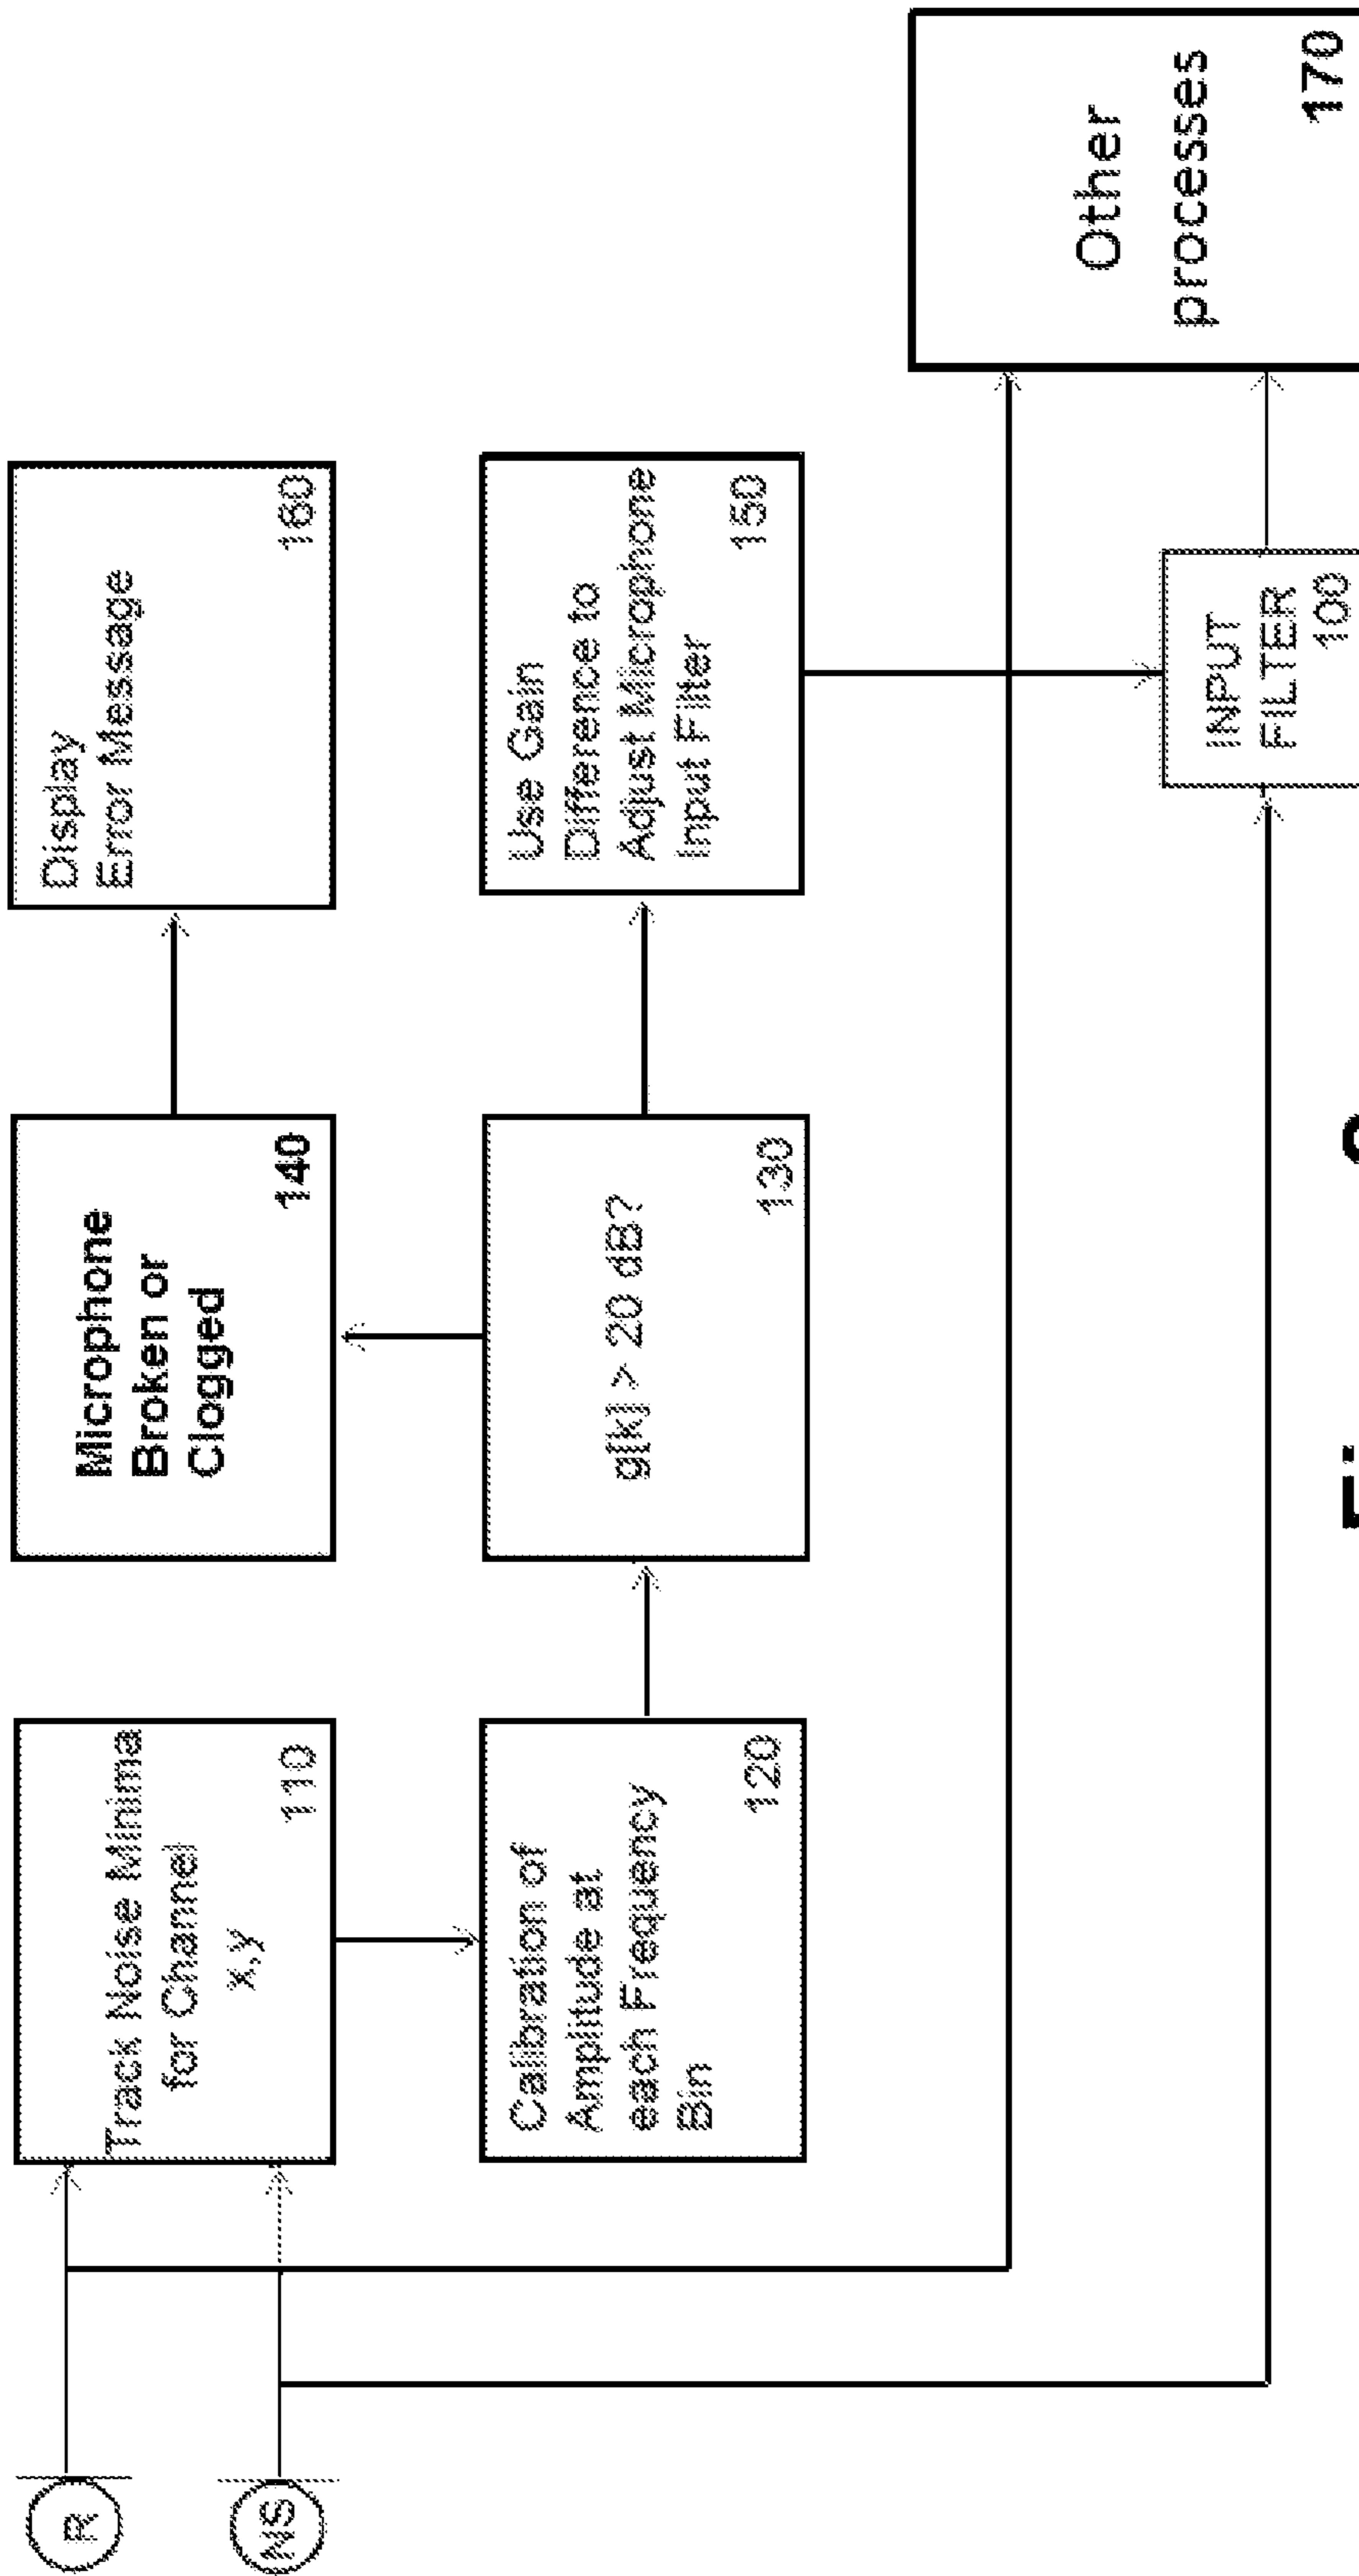 R
NS
Track Noise Minima
for Channel
x,y
110
Microphone
Broken or
Clogged
140
Display
Error Message
160
Calibration of
Amplitude at
each Frequency
Bin
120
g[k] > 20 dB?
130
Use Gain
Difference to
Adjust Microphone
Input Filter
150
Other
processes
170
INPUT
FILTER
100